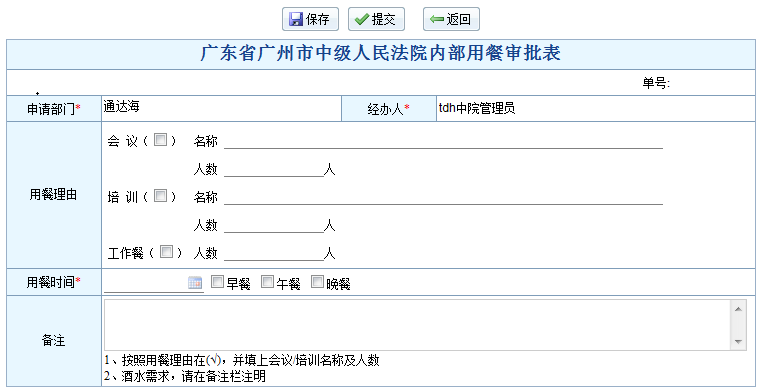 保存 提交 返回
广东省广州市中级人民法院内部用餐审批表
单号:
申请部门* 通达海 经办人* tdh中院管理员
用餐理由
会 议（ ） 名称
人数 人
培 训（ ） 名称
人数 人
工作餐（ ） 人数 人
用餐时间* 早餐 午餐 晚餐
备注
1、按照用餐理由在(√)，并填上会议/培训名称及人数
2、酒水需求，请在备注栏注明